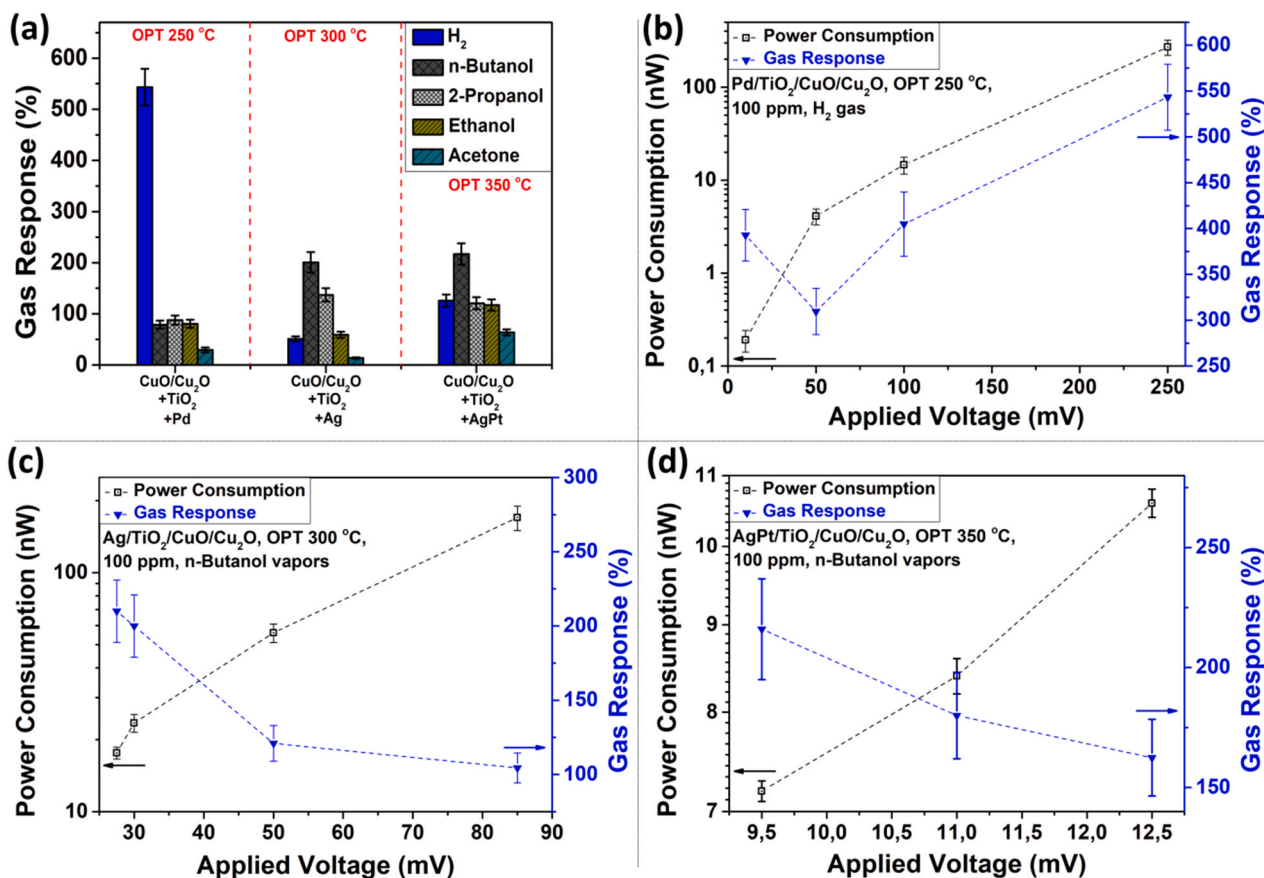 (a)
OPT 250 °C
OPT 300 °C
H₂
n-Butanol
2-Propanol
Ethanol
Acetone
OPT 350 °C
Gas Response (%)
600
500
400
300
200
100
0
CuO/Cu₂O
+TiO₂
+Pd
CuO/Cu₂O
+TiO₂
+Ag
CuO/Cu₂O
+TiO₂
+AgPt
(b)
Power Consumption
Gas Response
Pd/TiO₂/CuO/Cu₂O, OPT 250 °C,
100 ppm, H₂ gas
Power Consumption (nW)
100
10
1
0,1
Gas Response (%)
600
550
500
450
400
350
300
250
0 50 100 150 200 250
Applied Voltage (mV)
(c)
Power Consumption
Gas Response
Ag/TiO₂/CuO/Cu₂O, OPT 300 °C,
100 ppm, n-Butanol vapors
Power Consumption (nW)
100
10
Gas Response (%)
300
250
200
150
100
30 40 50 60 70 80 90
Applied Voltage (mV)
(d)
Power Consumption
Gas Response
AgPt/TiO₂/CuO/Cu₂O, OPT 350 °C,
100 ppm, n-Butanol vapors
Power Consumption (nW)
11
10
9
8
7
Gas Response (%)
250
200
150
9,5 10,0 10,5 11,0 11,5 12,0 12,5
Applied Voltage (mV)